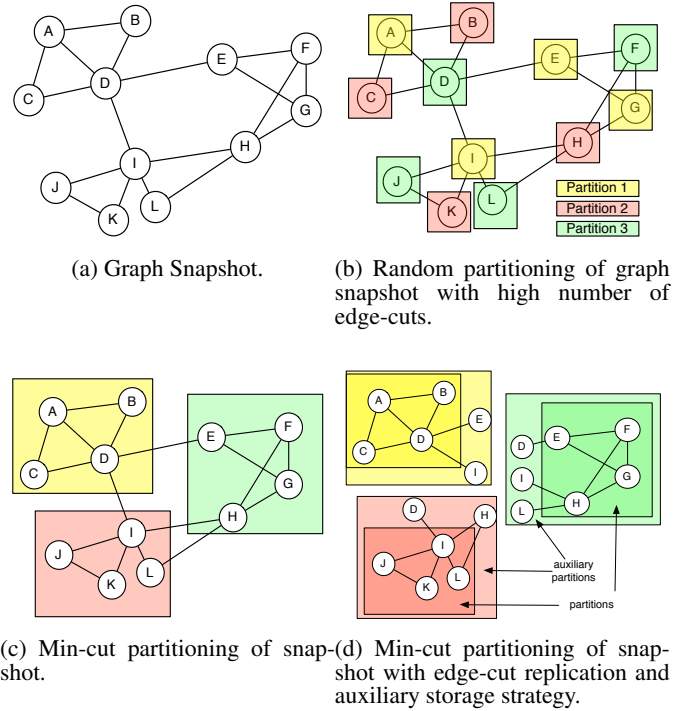 A
B
C
D
E
F
G
H
I
J
K
L
A
B
C
D
E
F
G
H
I
J
K
L
Partition 1
Partition 2
Partition 3
(a) Graph Snapshot.
(b) Random partitioning of graph
snapshot with high number of
edge-cuts.
A
B
C
D
E
F
G
H
I
J
K
L
A
B
C
D
E
I
D
H
I
J
K
L
D
I
L
E
F
G
H
auxiliary
partitions
partitions
(c) Min-cut partitioning of snap-
shot.
(d) Min-cut partitioning of snap-
shot with edge-cut replication and
auxiliary storage strategy.